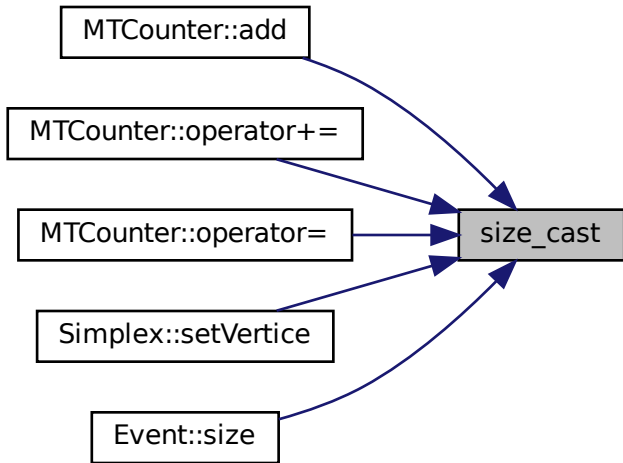 MTCounter::add
MTCounter::operator+=
MTCounter::operator=
size_cast
Simplex::setVertice
Event::size